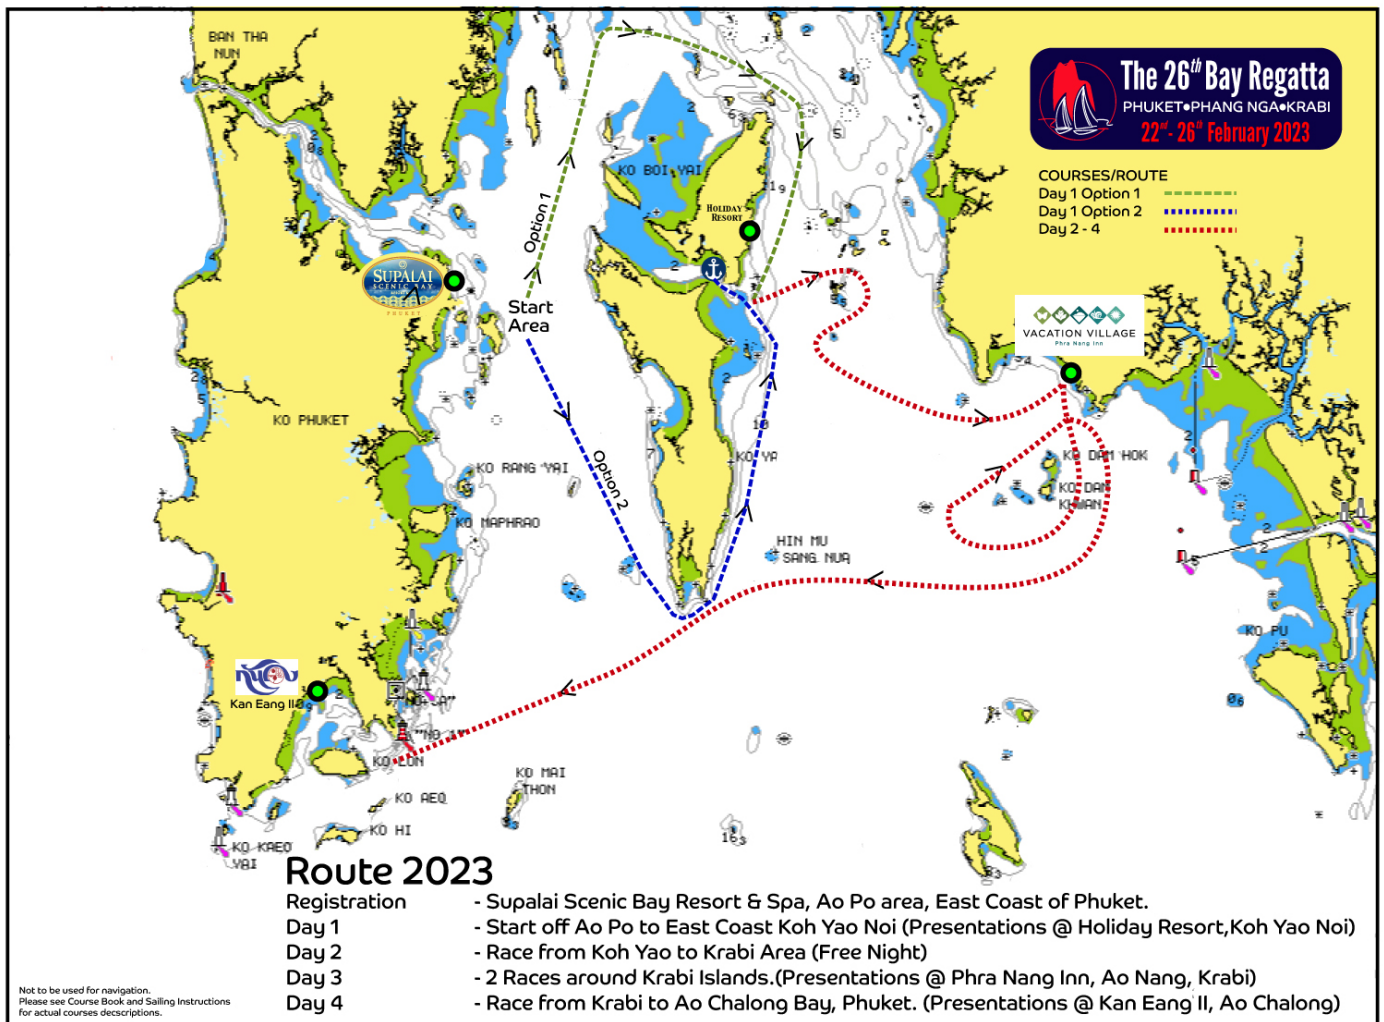 BAN THA
NUN
The 26th Bay Regatta
PHUKET•PHANG NGA•KRABI
22nd - 26th February 2023
COURSES/ROUTE
Day 1 Option 1
Day 1 Option 2
Day 2 - 4
KO BOI YAI
HOLIDAY
RESORT
Option 1
SUPALAI
SCENIC BAY
PHUKET
Start
Area
VACATION VILLAGE
Phra Nang Inn
KO PHUKET
Option 2
KO YA
KO RANG YAI
KO DAM HOK
KO DAM
KHWAN
KO MAPHRAO
HIN MU
SANG NUA
KO PU
Kan Eang II
"NO 1"
KO LON
KO MAI
THON
KO AEO
KO HI
KO KAEO
YAI
Route 2023
Registration - Supalai Scenic Bay Resort & Spa, Ao Po area, East Coast of Phuket.
Day 1 - Start off Ao Po to East Coast Koh Yao Noi (Presentations @ Holiday Resort,Koh Yao Noi)
Day 2 - Race from Koh Yao to Krabi Area (Free Night)
Day 3 - 2 Races around Krabi Islands.(Presentations @ Phra Nang Inn, Ao Nang, Krabi)
Day 4 - Race from Krabi to Ao Chalong Bay, Phuket. (Presentations @ Kan Eang II, Ao Chalong)
Not to be used for navigation.
Please see Course Book and Sailing Instructions
for actual courses decscriptions.